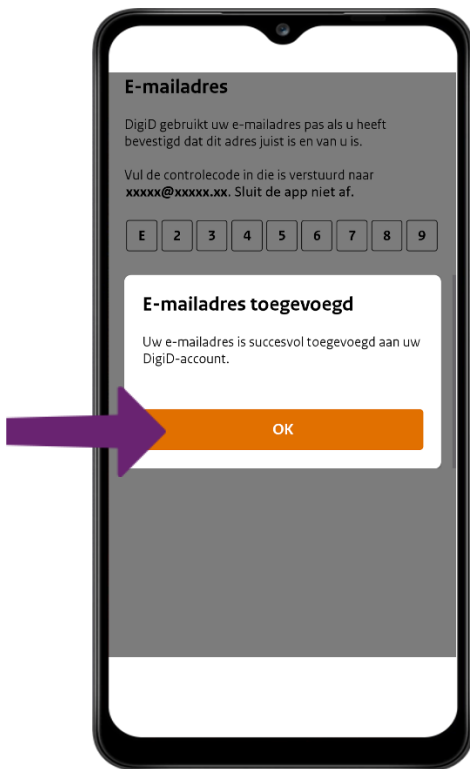 E-mailadres
DigiD gebruikt uw e-mailadres pas als u heeft
bevestigd dat dit adres juist is en van u is.
Vul de controlecode in die is verstuurd naar
xxxxx@xxxxx.xx. Sluit de app niet af.
E 2 3 4 5 6 7 8 9
E-mailadres toegevoegd
Uw e-mailadres is succesvol toegevoegd aan uw
DigiD-account.
OK